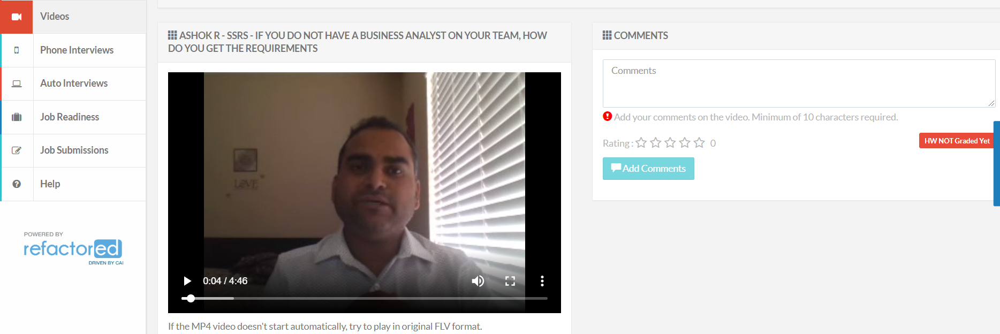 Videos
Phone Interviews
Auto Interviews
Job Readiness
Job Submissions
Help
POWERED BY
refactored
DRIVEN BY CAI
ASHOK R - SSRS - IF YOU DO NOT HAVE A BUSINESS ANALYST ON YOUR TEAM, HOW
DO YOU GET THE REQUIREMENTS
LOVE
0:04 / 4:46
If the MP4 video doesn't start automatically, try to play in original FLV format.
COMMENTS
Comments
Add your comments on the video. Minimum of 10 characters required.
Rating : 0
HW NOT Graded Yet
Add Comments